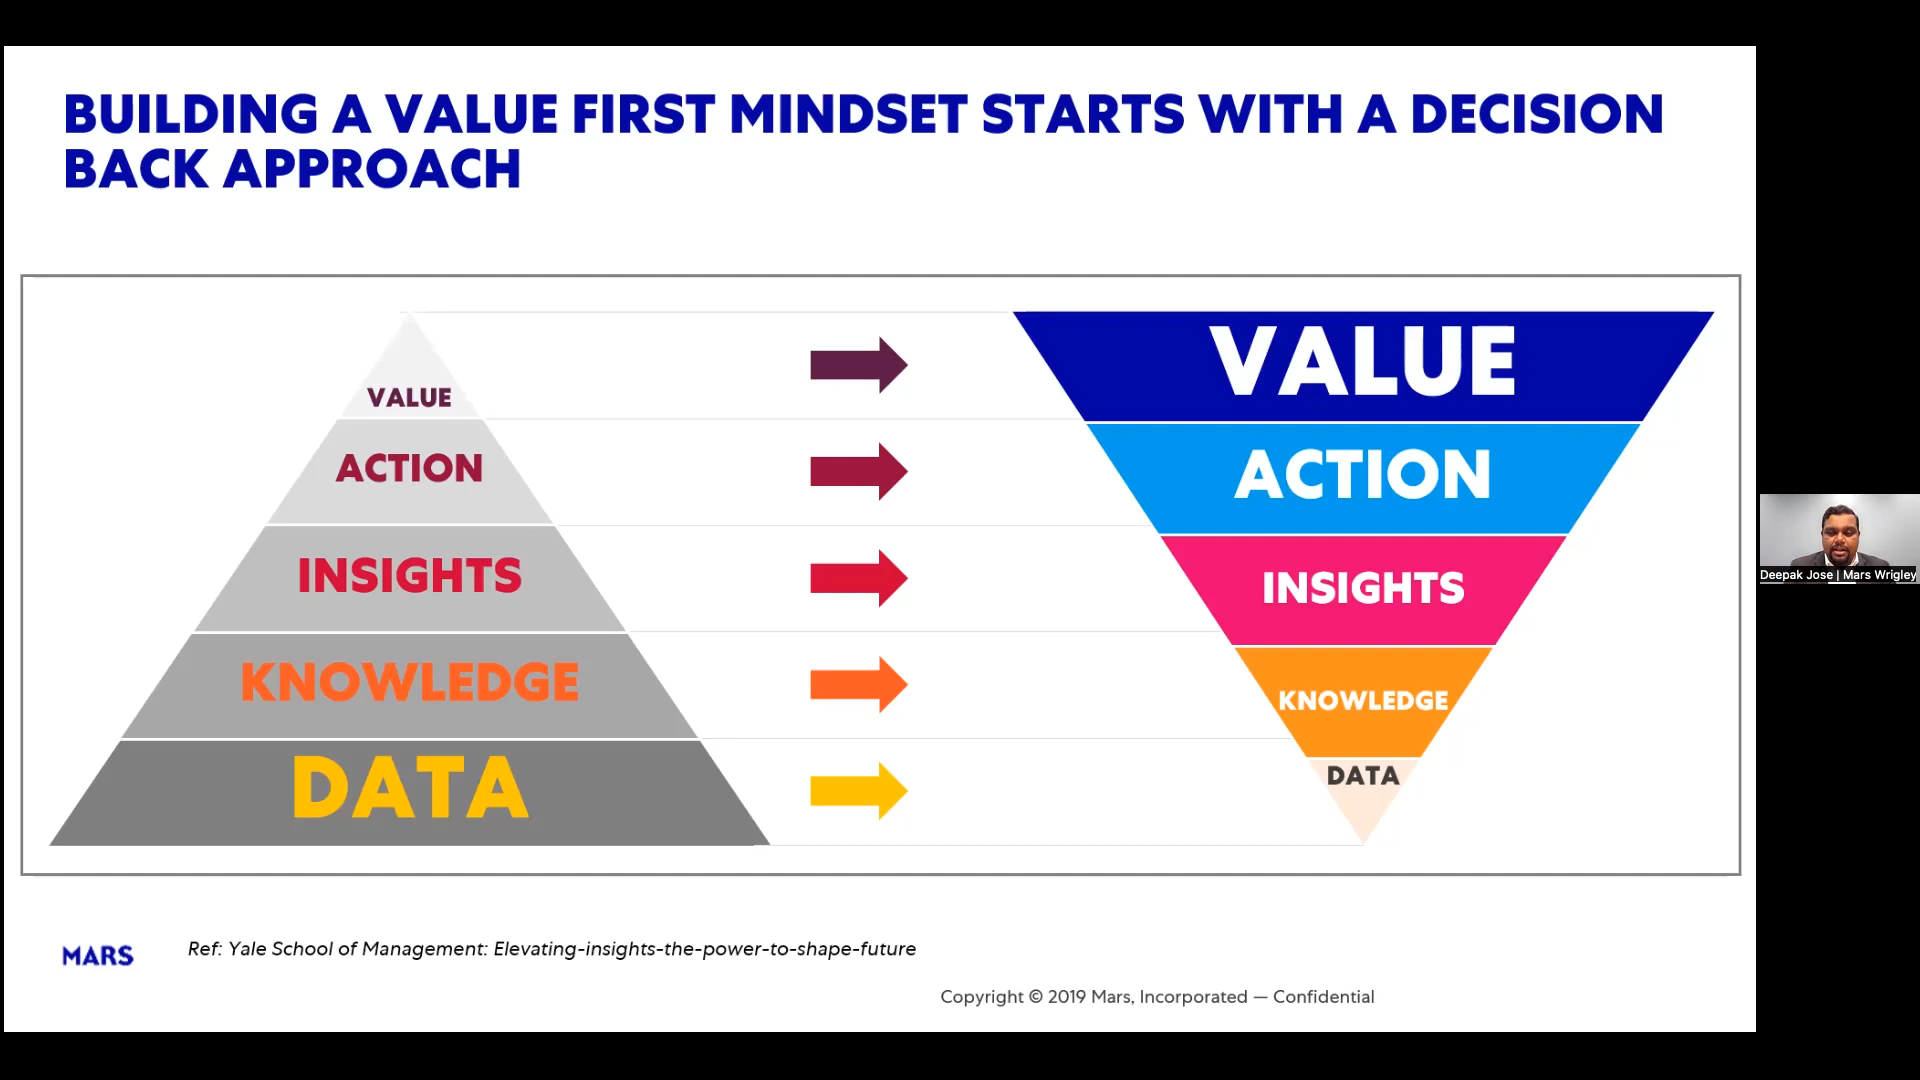 BUILDING A VALUE FIRST MINDSET STARTS WITH A DECISION
BACK APPROACH
VALUE
ACTION
INSIGHTS
KNOWLEDGE
DATA
VALUE
ACTION
INSIGHTS
KNOWLEDGE
DATA
Deepak Jose | Mars Wrigley
MARS
Ref: Yale School of Management: Elevating-insights-the-power-to-shape-future
Copyright © 2019 Mars, Incorporated — Confidential